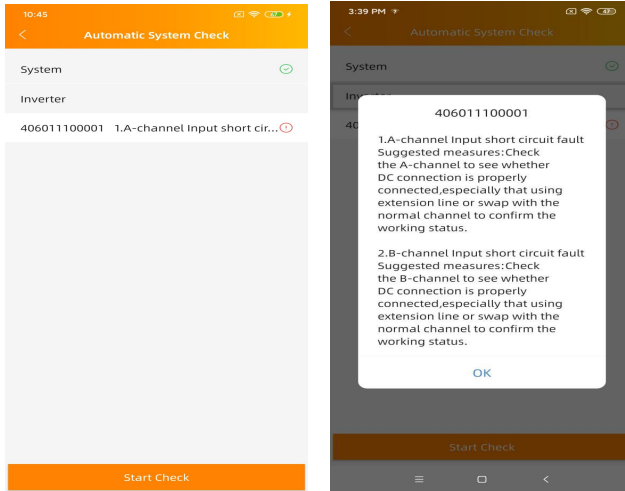 10:45
Automatic System Check
System
Inverter
406011100001 1.A-channel Input short cir...
Start Check
3:39 PM
Automatic System Check
System
Inverter
40
406011100001
1.A-channel Input short circuit fault
Suggested measures:Check
the A-channel to see whether
DC connection is properly
connected,especially that using
extension line or swap with the
normal channel to confirm the
working status.
2.B-channel Input short circuit fault
Suggested measures:Check
the B-channel to see whether
DC connection is properly
connected,especially that using
extension line or swap with the
normal channel to confirm the
working status.
OK
Start Check